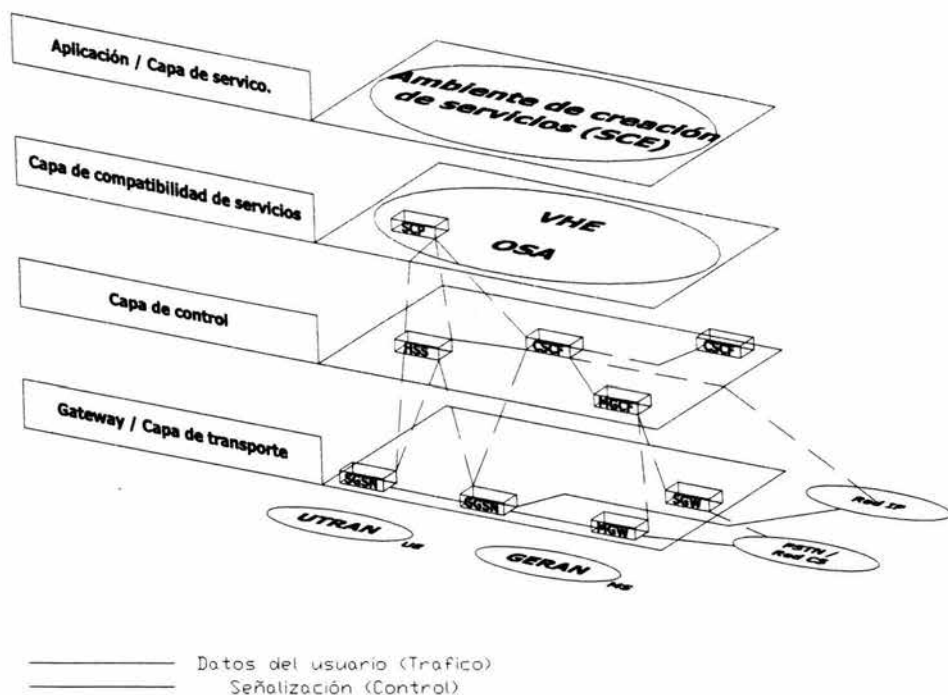 Aplicación / Capa de servico.
Ambiente de creación
de servicios (SCE)
Capa de compatibilidad de servicios
SCP
VHE
OSA
Capa de control
HSS
CSCF
CSCF
MGCF
Gateway / Capa de transporte
SGSN
GGSN
SGW
MGW
Red IP
PSTN /
Red CS
UTRAN
UE
GERAN
MS
Datos del usuario (Trafico)
Señalización (Control)